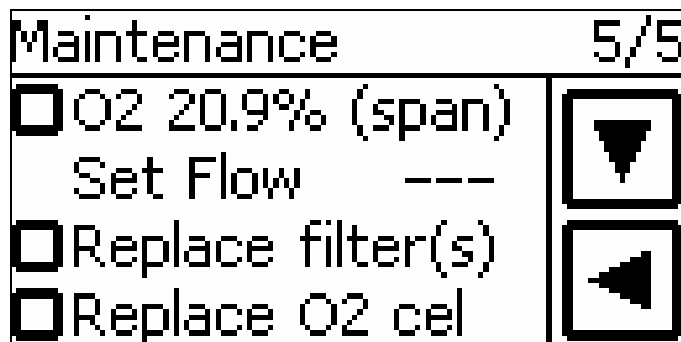 Maintenance 5/5
O2 20.9% (span)
Set Flow ---
Replace filter(s)
Replace O2 cel